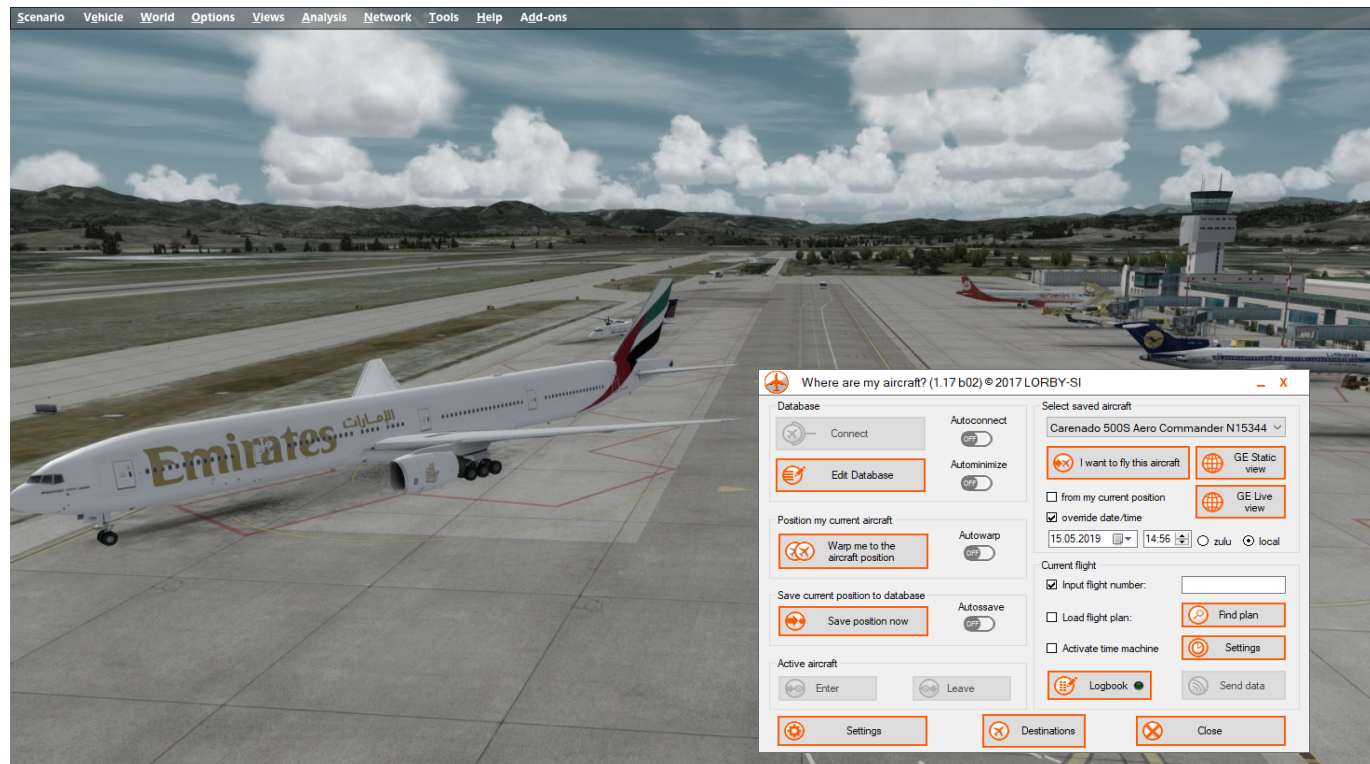 Scenario Vehicle World Options Views Analysis Network Tools Help Add-ons
الإمارات
Emirates
Lufthansa
Where are my aircraft? (1.17 b02) © 2017 LORBY-SI _ X
Database
Connect
Autoconnect
OFF
Edit Database
Autominimize
OFF
Position my current aircraft
Warp me to the
aircraft position
Autowarp
OFF
Save current position to database
Save position now
Autossave
OFF
Active aircraft
Enter
Leave
Select saved aircraft
Carenado 500S Aero Commander N15344
I want to fly this aircraft
GE Static
view
from my current position
GE Live
view
override date/time
15.05.2019 14:56 zulu local
Current flight
Input flight number:
Load flight plan:
Find plan
Activate time machine
Settings
Logbook
Send data
Settings
Destinations
Close